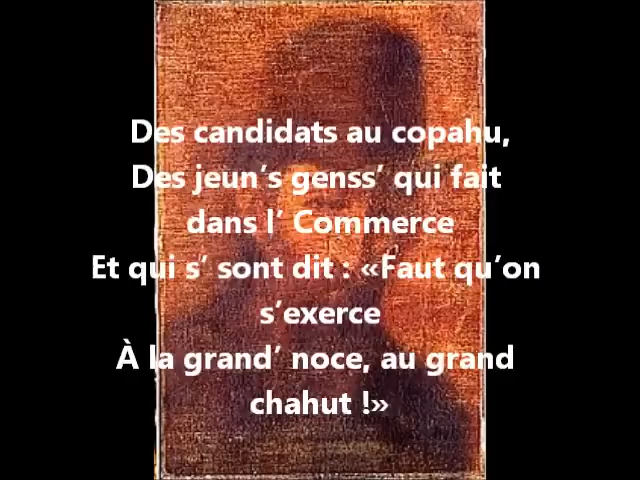 Des candidats au copahu,
Des jeun’s genss’ qui fait
dans l’ Commerce
Et qui s’ sont dit : «Faut qu’on
s’exerce
À la grand’ noce, au grand
chahut !»